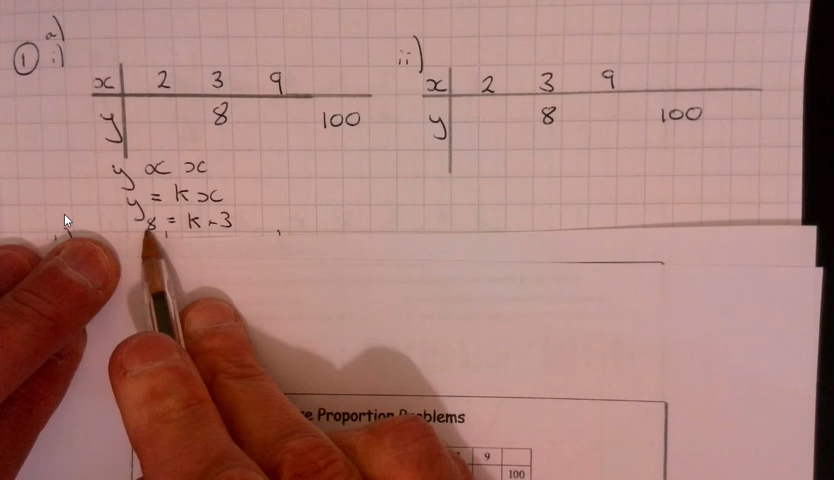 1 a)
i)
x 2 3 9
y 8 100
y ∝ x
y = k x
8 = k × 3
ii)
x 2 3 9
y 8 100
Proportion Problems
9
100